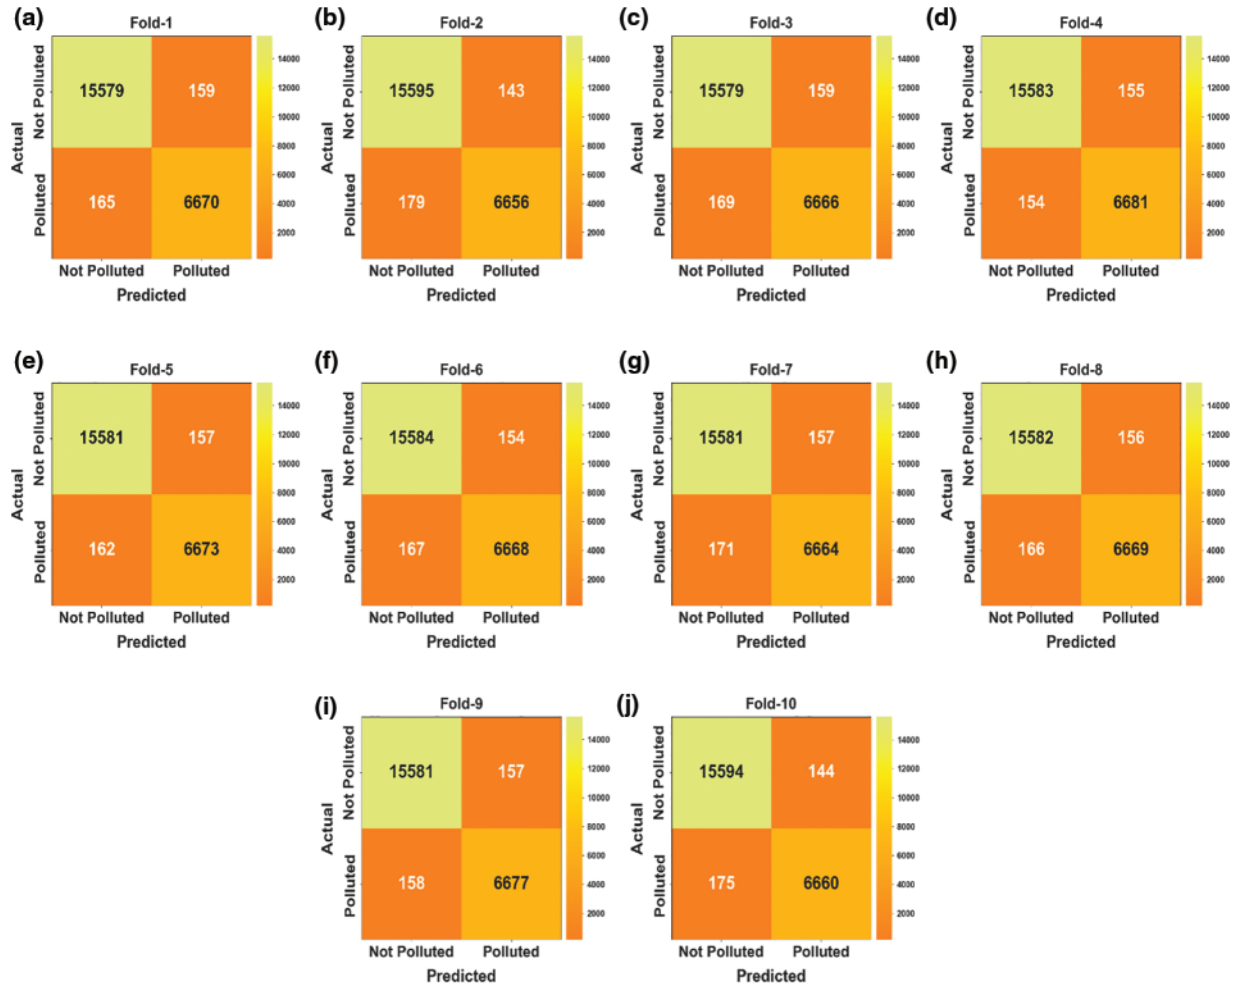 (a) Fold-1
Actual
Not Polluted
Polluted
15579 159
165 6670
14000
12000
10000
8000
6000
4000
2000
Not Polluted Polluted
Predicted
(b) Fold-2
Actual
Not Polluted
Polluted
15595 143
179 6656
14000
12000
10000
8000
6000
4000
2000
Not Polluted Polluted
Predicted
(c) Fold-3
Actual
Not Polluted
Polluted
15579 159
169 6666
14000
12000
10000
8000
6000
4000
2000
Not Polluted Polluted
Predicted
(d) Fold-4
Actual
Not Polluted
Polluted
15583 155
154 6681
14000
12000
10000
8000
6000
4000
2000
Not Polluted Polluted
Predicted
(e) Fold-5
Actual
Not Polluted
Polluted
15581 157
162 6673
14000
12000
10000
8000
6000
4000
2000
Not Polluted Polluted
Predicted
(f) Fold-6
Actual
Not Polluted
Polluted
15584 154
167 6668
14000
12000
10000
8000
6000
4000
2000
Not Polluted Polluted
Predicted
(g) Fold-7
Actual
Not Polluted
Polluted
15581 157
171 6664
14000
12000
10000
8000
6000
4000
2000
Not Polluted Polluted
Predicted
(h) Fold-8
Actual
Not Polluted
Polluted
15582 156
166 6669
14000
12000
10000
8000
6000
4000
2000
Not Polluted Polluted
Predicted
(i) Fold-9
Actual
Not Polluted
Polluted
15581 157
158 6677
14000
12000
10000
8000
6000
4000
2000
Not Polluted Polluted
Predicted
(j) Fold-10
Actual
Not Polluted
Polluted
15594 144
175 6660
14000
12000
10000
8000
6000
4000
2000
Not Polluted Polluted
Predicted